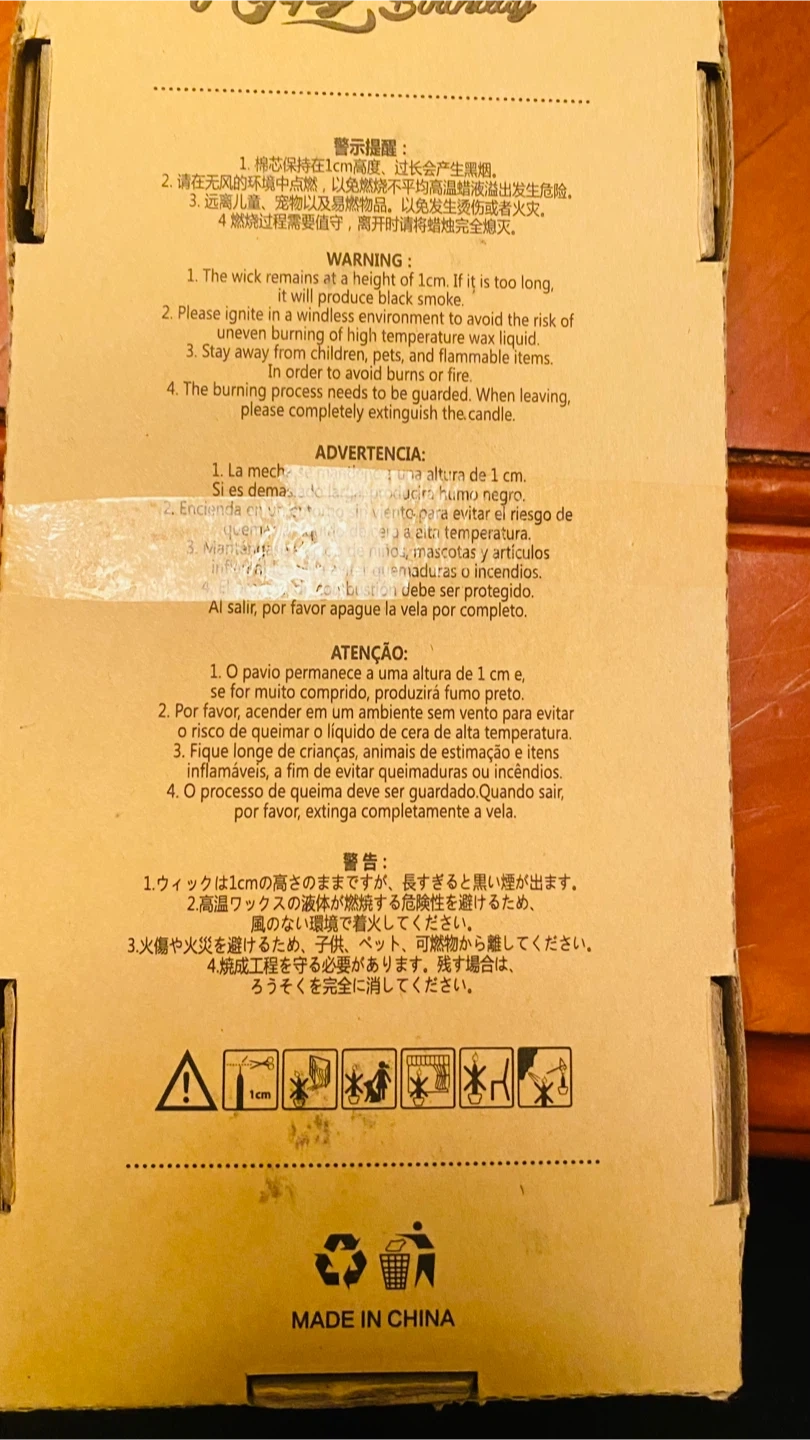 警示提醒：
1. 棉芯保持在1cm高度、过长会产生黑烟。
2. 请在无风的环境中点燃，以免燃烧不平均高温蜡液溢出发生危险。
3. 远离儿童、宠物以及易燃物品。以免发生烫伤或者火灾。
4 燃烧过程需要值守，离开时请将蜡烛完全熄灭。
WARNING :
1. The wick remains at a height of 1cm. If it is too long,
it will produce black smoke.
2. Please ignite in a windless environment to avoid the risk of
uneven burning of high temperature wax liquid.
3. Stay away from children, pets, and flammable items.
In order to avoid burns or fire.
4. The burning process needs to be guarded. When leaving,
please completely extinguish the candle.
ADVERTENCIA:
1. La mecha una altura de 1 cm.
Si es demasiado producirá humo negro.
2. Encienda en viento para evitar el riesgo de
a alta temperatura.
3. de niños, mascotas y artículos
quemaduras o incendios.
combustión debe ser protegido.
Al salir, por favor apague la vela por completo.
ATENÇÃO:
1. O pavio permanece a uma altura de 1 cm e,
se for muito comprido, produzirá fumo preto.
2. Por favor, acender em um ambiente sem vento para evitar
o risco de queimar o líquido de cera de alta temperatura.
3. Fique longe de crianças, animais de estimação e itens
inflamáveis, a fim de evitar queimaduras ou incêndios.
4. O processo de queima deve ser guardado.Quando sair,
por favor, extinga completamente a vela.
警告：
1.ウィックは1cmの高さのままですが、長すぎると黒い煙が出ます。
2.高温ワックスの液体が燃焼する危険性を避けるため、
風のない環境で着火してください。
3.火傷や火災を避けるため、子供、ペット、可燃物から離してください。
4.焼成工程を守る必要があります。残す場合は、
ろうそくを完全に消してください。
1cm
MADE IN CHINA